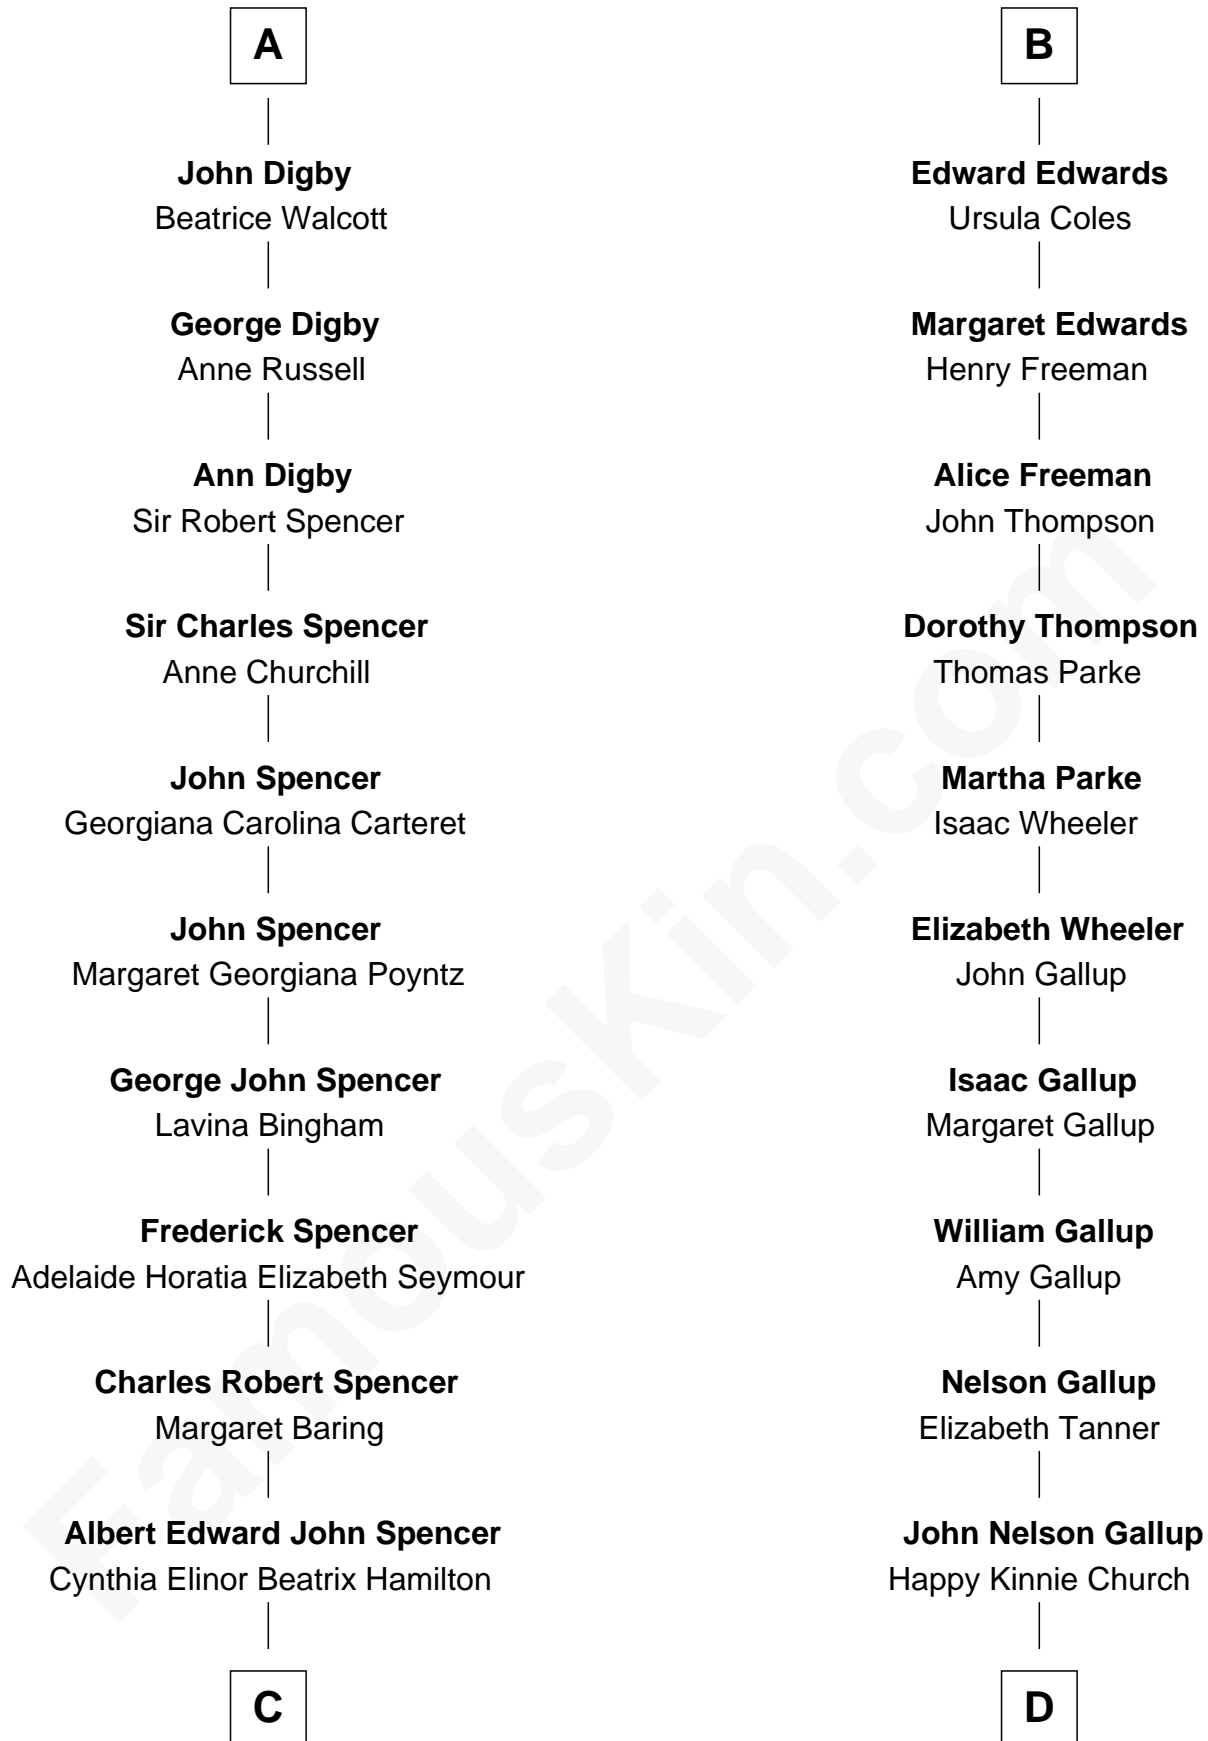 A
John Digby
Beatrice Walcott
George Digby
Anne Russell
Ann Digby
Sir Robert Spencer
Sir Charles Spencer
Anne Churchill
John Spencer
Georgiana Carolina Carteret
John Spencer
Margaret Georgiana Poyntz
George John Spencer
Lavina Bingham
Frederick Spencer
Adelaide Horatia Elizabeth Seymour
Charles Robert Spencer
Margaret Baring
Albert Edward John Spencer
Cynthia Elinor Beatrix Hamilton
C
B
Edward Edwards
Ursula Coles
Margaret Edwards
Henry Freeman
Alice Freeman
John Thompson
Dorothy Thompson
Thomas Parke
Martha Parke
Isaac Wheeler
Elizabeth Wheeler
John Gallup
Isaac Gallup
Margaret Gallup
William Gallup
Amy Gallup
Nelson Gallup
Elizabeth Tanner
John Nelson Gallup
Happy Kinnie Church
D
FamousKin.com